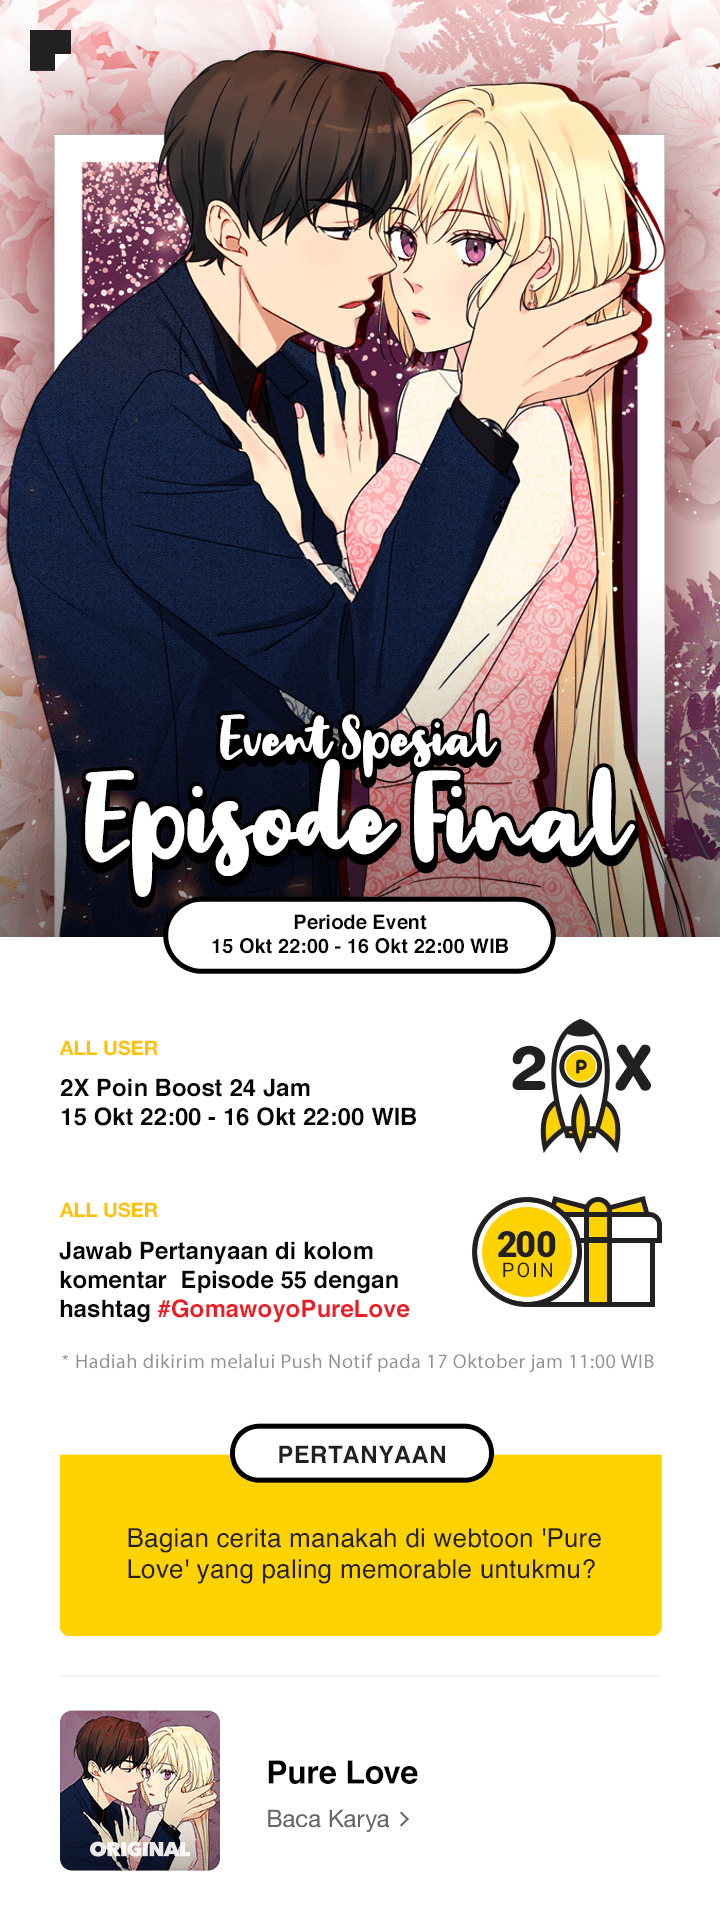 Event Spesial
Episode Final
Periode Event
15 Okt 22:00 - 16 Okt 22:00 WIB
ALL USER
2X Poin Boost 24 Jam
15 Okt 22:00 - 16 Okt 22:00 WIB
2 P X
ALL USER
Jawab Pertanyaan di kolom
komentar  Episode 55 dengan
hashtag #GomawoyoPureLove
200
POIN
* Hadiah dikirim melalui Push Notif pada 17 Oktober jam 11:00 WIB
PERTANYAAN
Bagian cerita manakah di webtoon 'Pure
Love' yang paling memorable untukmu?
ORIGINAL
Pure Love
Baca Karya >